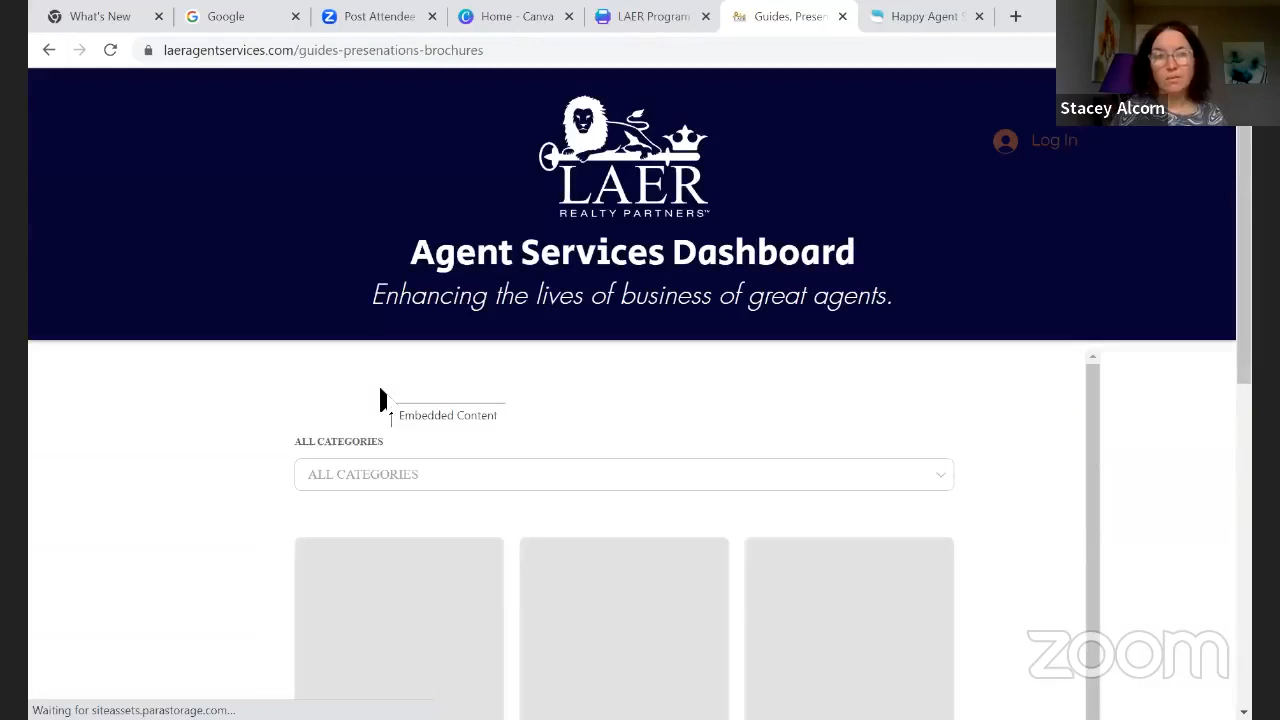 What's New
Google
Post Attendee
Home - Canva
LAER Program
Guides, Presen
Happy Agent S
laeragentservices.com/guides-presenations-brochures
Stacey Alcorn
Log In
LAER
REALTY PARTNERS™
Agent Services Dashboard
Enhancing the lives of business of great agents.
Embedded Content
ALL CATEGORIES
ALL CATEGORIES
zoom
Waiting for siteassets.parastorage.com...